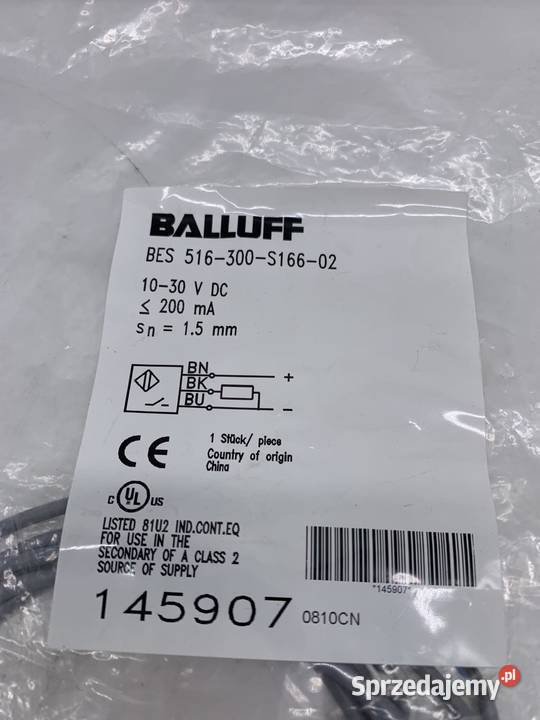 BALLUFF
BES 516-300-S166-02
10-30 V DC
≤ 200 mA
sn = 1.5 mm
BN +
BK
BU −
CE
1 Stück/ piece
Country of origin
China
C UL US
LISTED 81U2 IND.CONT.EQ
FOR USE IN THE
SECONDARY OF A CLASS 2
SOURCE OF SUPPLY
*145907*
145907 0810CN
Sprzedajemy.pl